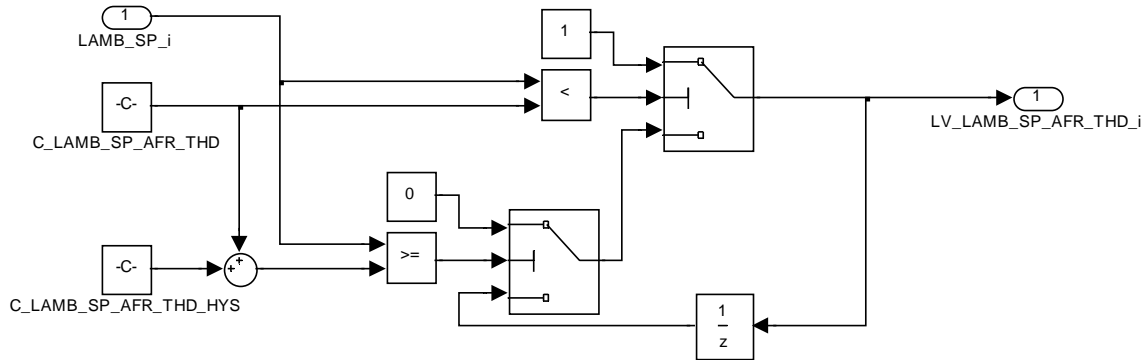 1
LAMB_SP_i
1
-C-
<
C_LAMB_SP_AFR_THD
1
LV_LAMB_SP_AFR_THD_i
0
>=
-C-
+
+
C_LAMB_SP_AFR_THD_HYS
1
z